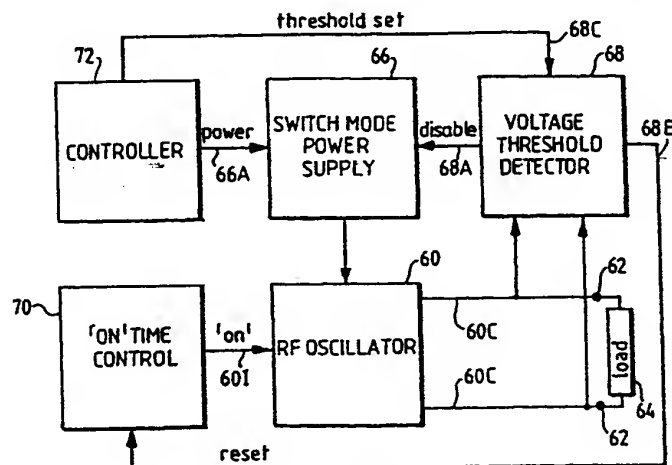 threshold set
72
66
68C
68
68B
CONTROLLER
power
66A
SWITCH MODE
POWER
SUPPLY
disable
68A
VOLTAGE
THRESHOLD
DETECTOR
70
'ON' TIME
CONTROL
'on'
60I
60
RF OSCILLATOR
60C
60C
62
62
load
64
reset